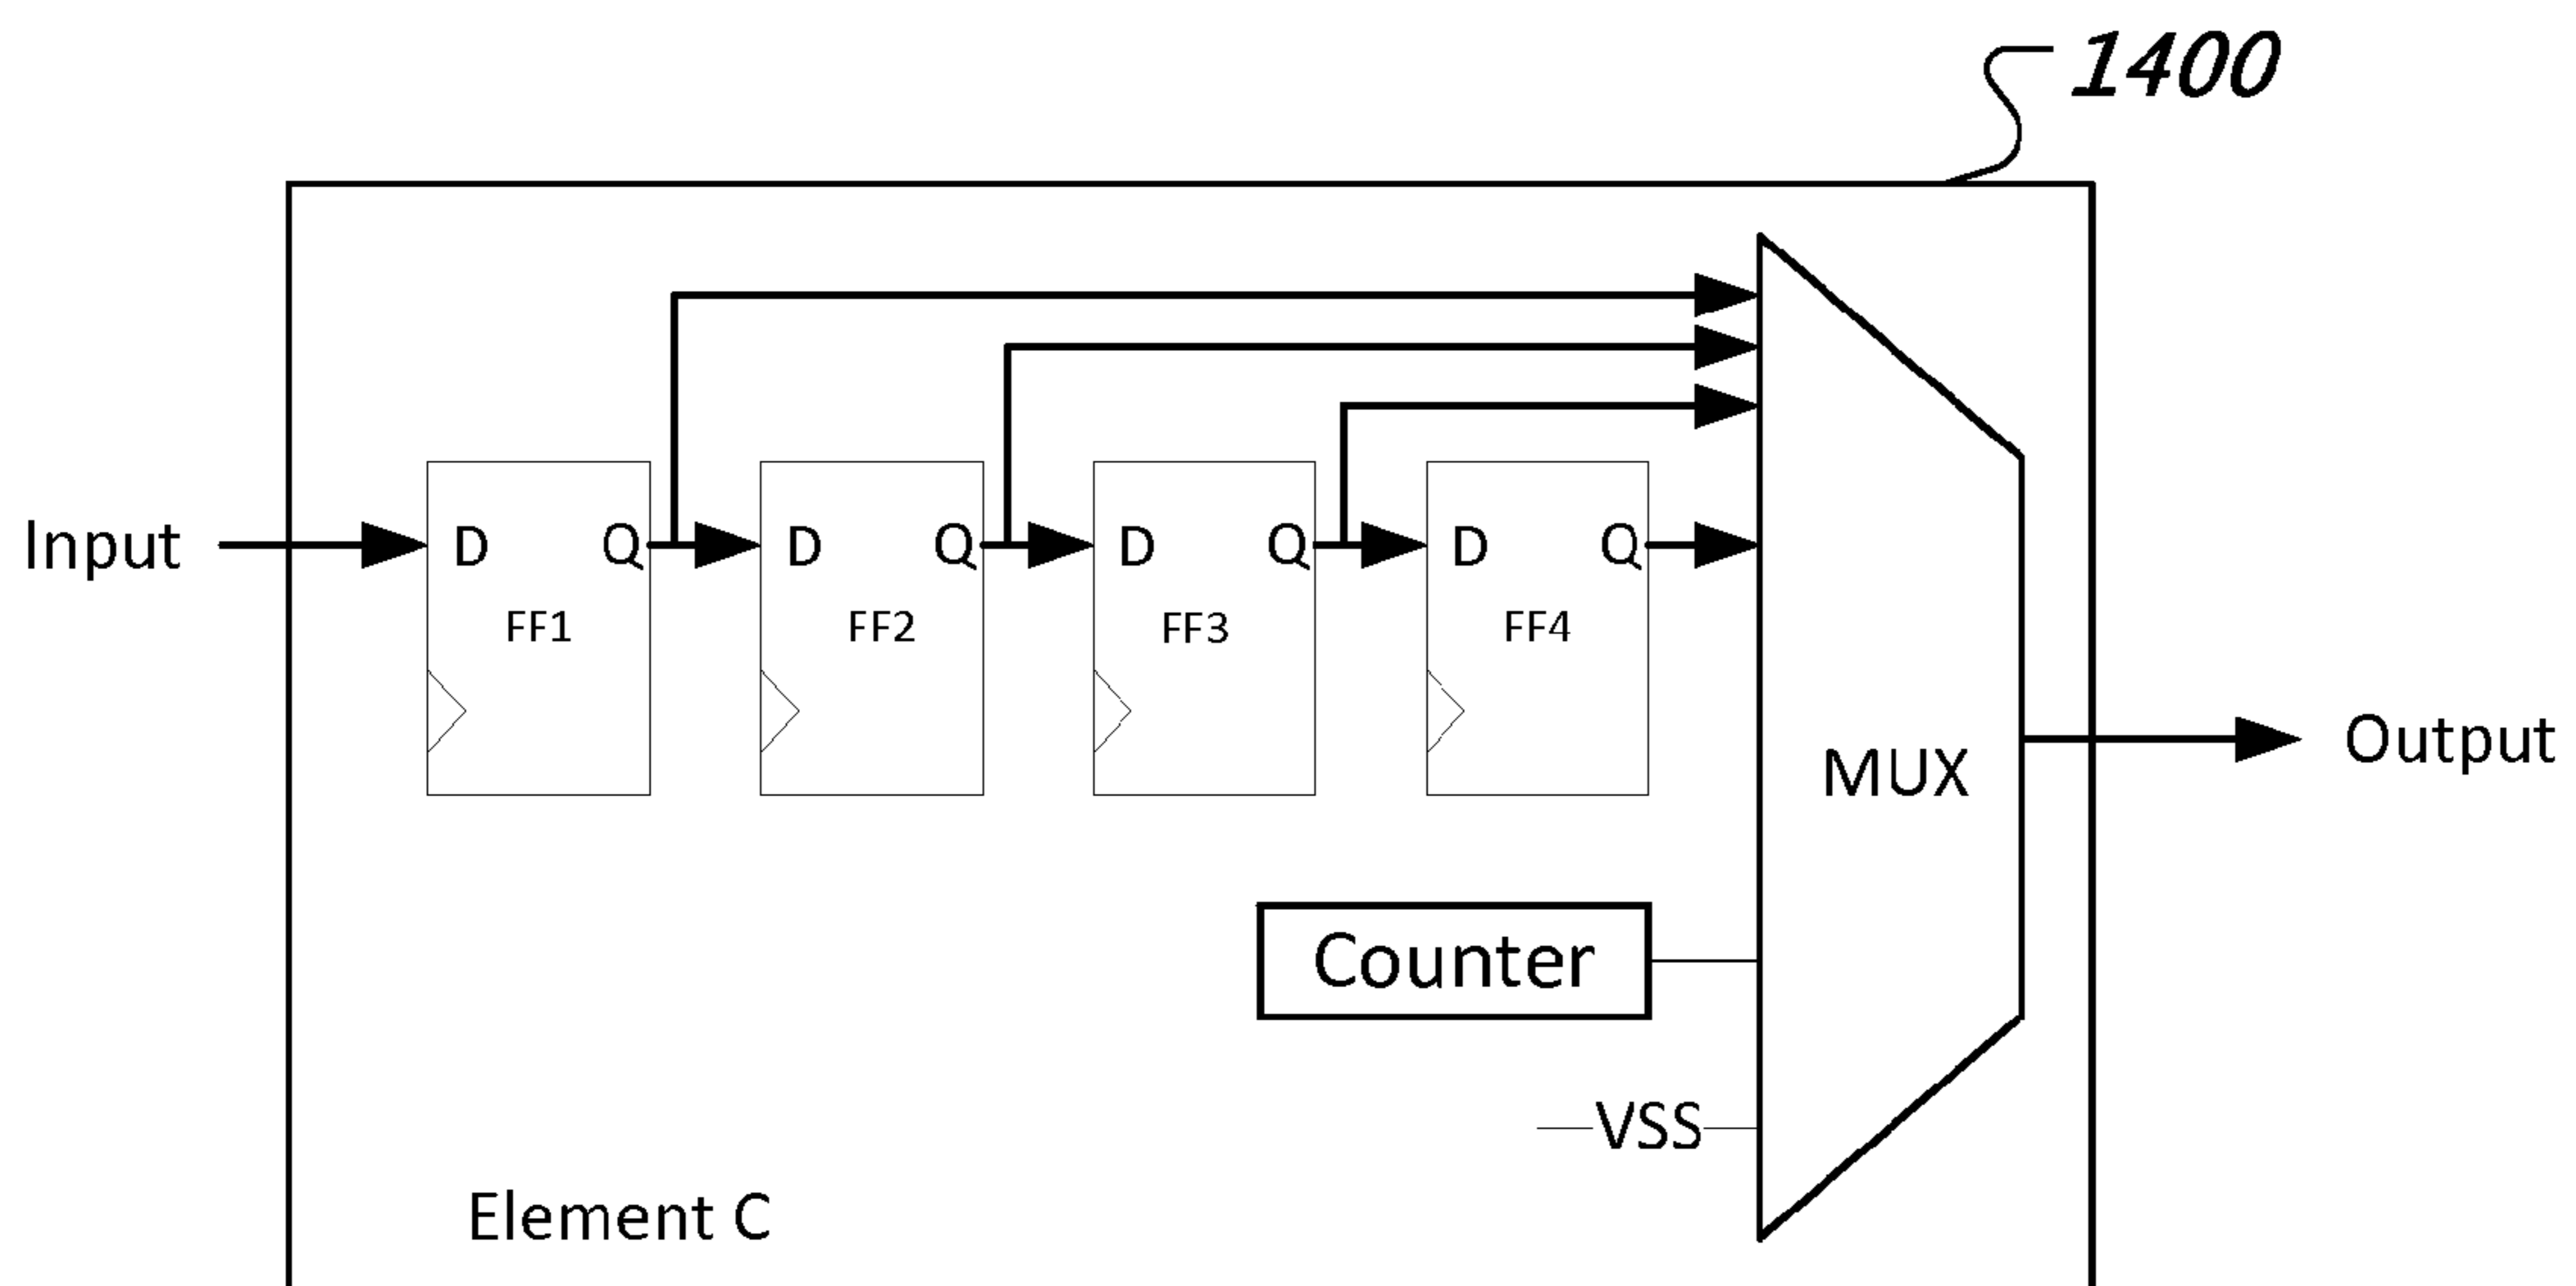 1400
Input
D Q D Q D Q D Q
FF1 FF2 FF3 FF4
MUX
Output
Counter
VSS
Element C